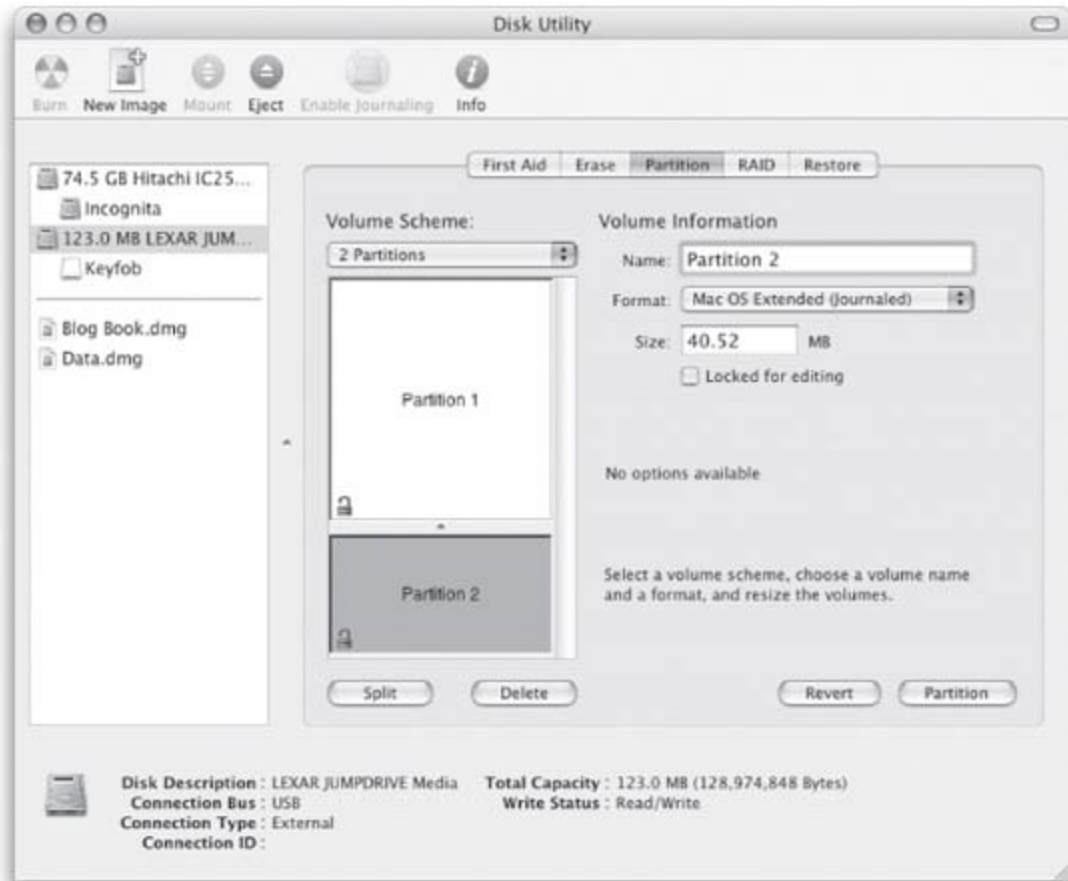 Disk Utility
Burn New Image Mount Eject Enable Journaling Info
First Aid Erase Partition RAID Restore
74.5 GB Hitachi IC25...
Incognita
123.0 MB LEXAR JUM...
Keyfob
Blog Book.dmg
Data.dmg
Volume Scheme:
2 Partitions
Partition 1
Partition 2
Split Delete
Volume Information
Name: Partition 2
Format: Mac OS Extended (Journaled)
Size: 40.52 MB
Locked for editing
No options available
Select a volume scheme, choose a volume name
and a format, and resize the volumes.
Revert Partition
Disk Description : LEXAR JUMPDRIVE Media
Connection Bus : USB
Connection Type : External
Connection ID :
Total Capacity : 123.0 MB (128,974,848 Bytes)
Write Status : Read/Write